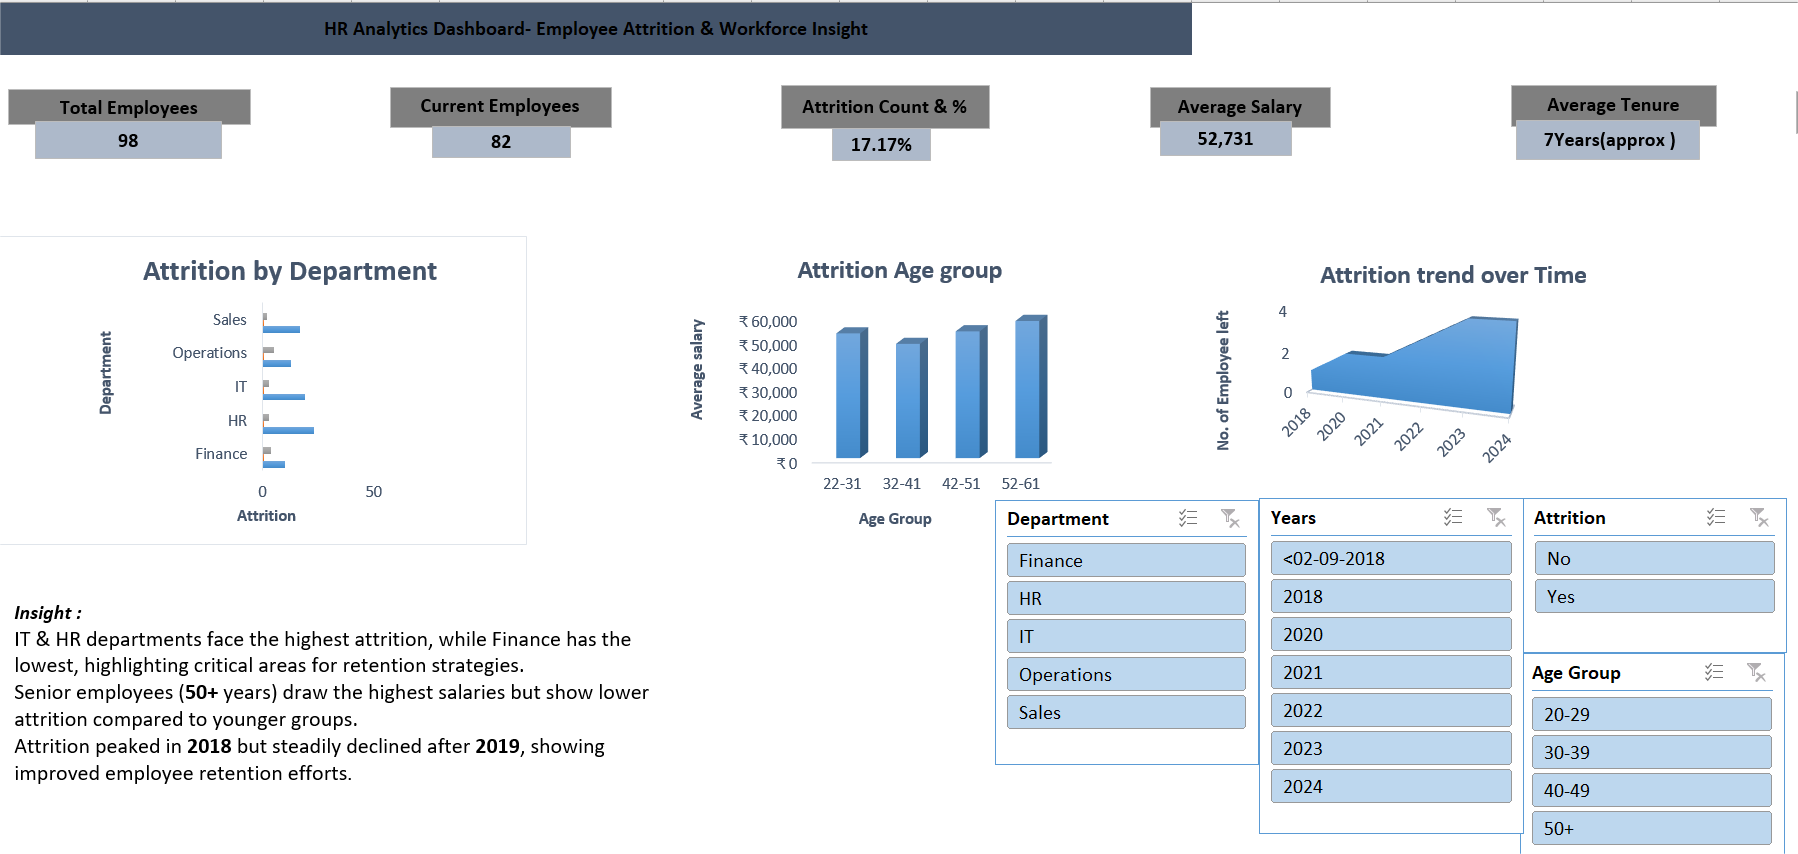 HR Analytics Dashboard- Employee Attrition & Workforce Insight
Total Employees
98
Current Employees
82
Attrition Count & %
17.17%
Average Salary
52,731
Average Tenure
7Years(approx )
Attrition by Department
Department
Sales
Operations
IT
HR
Finance
0
50
Attrition
Attrition Age group
Average salary
₹ 60,000
₹ 50,000
₹ 40,000
₹ 30,000
₹ 20,000
₹ 10,000
₹ 0
22-31
32-41
42-51
52-61
Age Group
Attrition trend over Time
No. of Employee left
4
2
0
2018
2020
2021
2022
2023
2024
Department
Finance
HR
IT
Operations
Sales
Years
<02-09-2018
2018
2020
2021
2022
2023
2024
Attrition
No
Yes
Age Group
20-29
30-39
40-49
50+
Insight :
IT & HR departments face the highest attrition, while Finance has the
lowest, highlighting critical areas for retention strategies.
Senior employees (50+ years) draw the highest salaries but show lower
attrition compared to younger groups.
Attrition peaked in 2018 but steadily declined after 2019, showing
improved employee retention efforts.